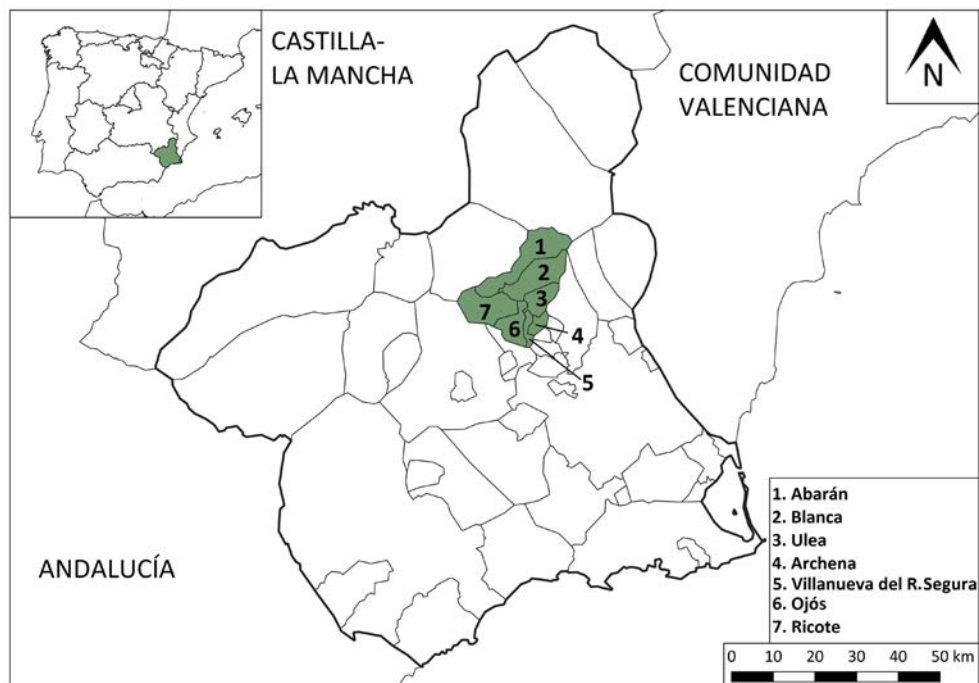 CASTILLA-
LA MANCHA
COMUNIDAD
VALENCIANA
N
1
2
3
7
6
4
5
ANDALUCÍA
1. Abarán
2. Blanca
3. Ulea
4. Archena
5. Villanueva del R.Segura
6. Ojós
7. Ricote
0 10 20 30 40 50 km